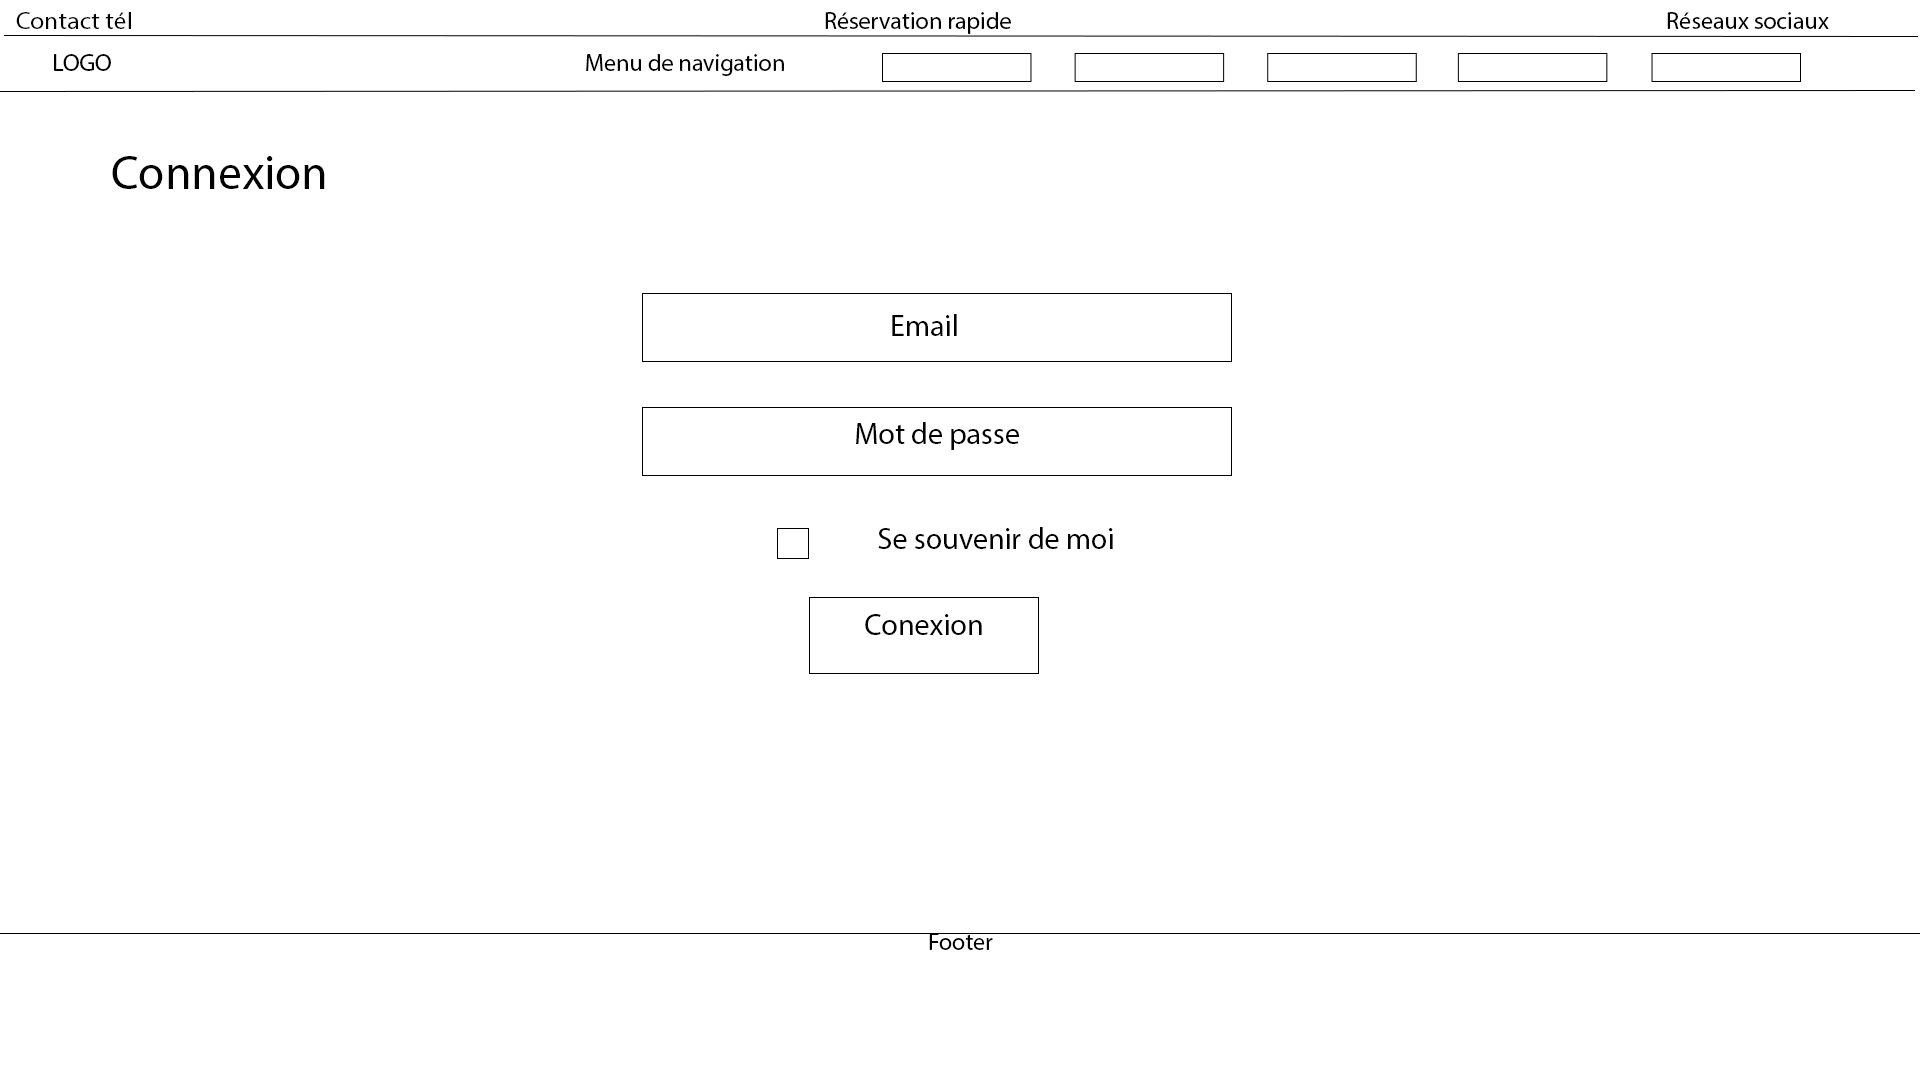 Contact tél
Réservation rapide
Réseaux sociaux
LOGO
Menu de navigation
Connexion
Email
Mot de passe
Se souvenir de moi
Conexion
Footer